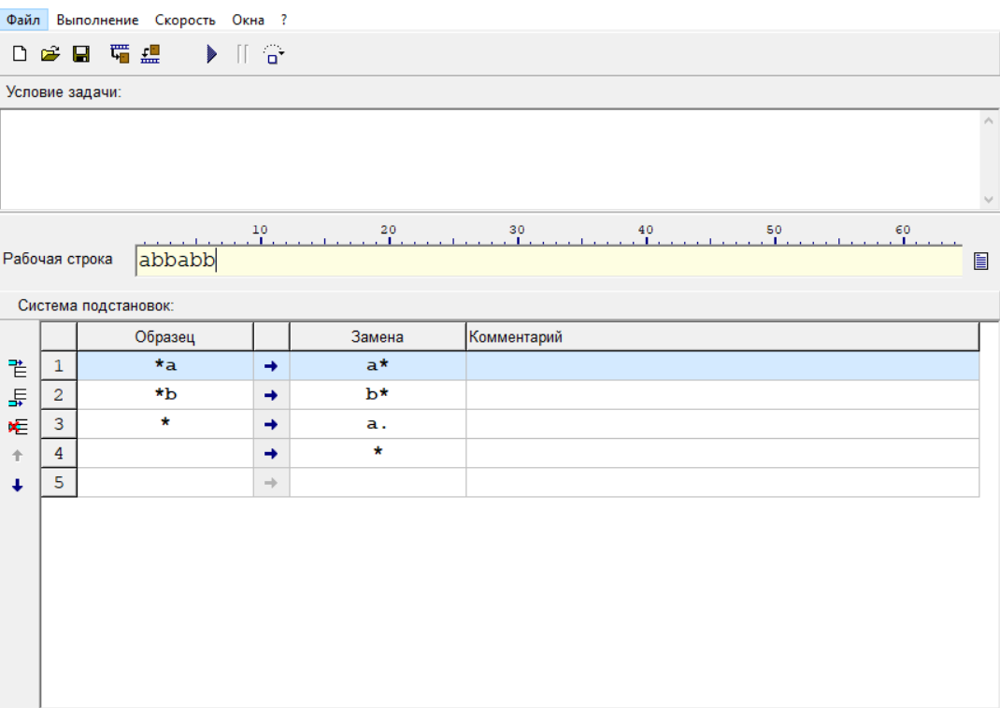 Файл Выполнение Скорость Окна ?
Условие задачи:
10 20 30 40 50 60
Рабочая строка abbabb
Система подстановок:
Образец Замена Комментарий
1 *a → a*
2 *b → b*
3 * → a.
4 → *
5 →